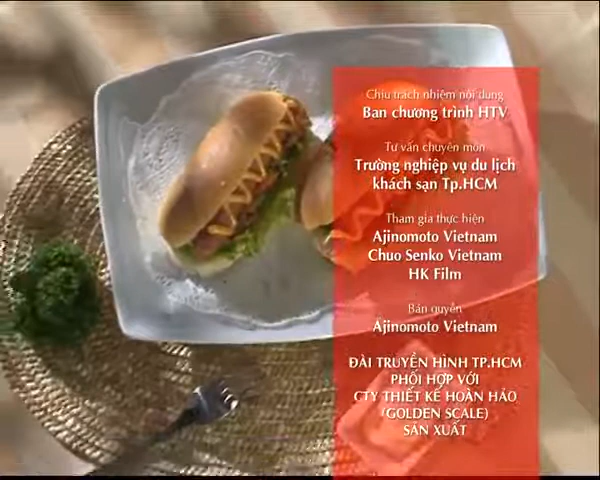 Chịu trách nhiệm nội dung
Ban chương trình HTV
Tư vấn chuyên môn
Trường nghiệp vụ du lịch
khách sạn Tp.HCM
Tham gia thực hiện
Ajinomoto Vietnam
Chuo Senko Vietnam
HK Film
Bản quyền
Ajinomoto Vietnam
ĐÀI TRUYỀN HÌNH TP.HCM
PHỐI HỢP VỚI
CTY THIẾT KẾ HOÀN HẢO
(GOLDEN SCALE)
SẢN XUẤT